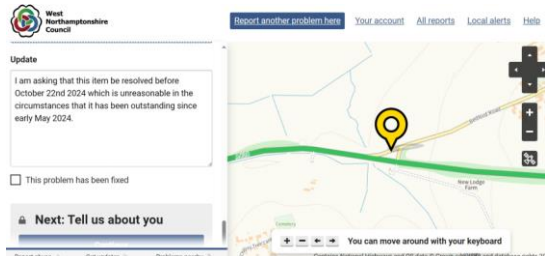 West
Northamptonshire
Council
Report another problem here Your account All reports Local alerts Help
Update
I am asking that this item be resolved before
October 22nd 2024 which is unreasonable in the
circumstances that it has been outstanding since
early May 2024.
This problem has been fixed
Next: Tell us about you
New Lodge
Farm
+ − ← → You can move around with your keyboard